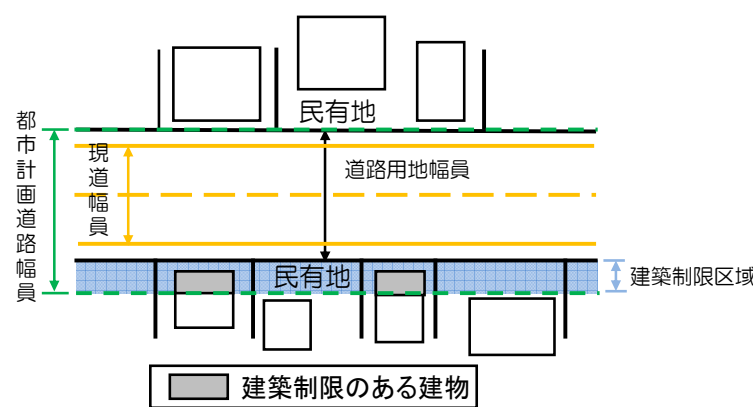 民有地
都市計画道路幅員
現道幅員
道路用地幅員
民有地
建築制限区域
建築制限のある建物